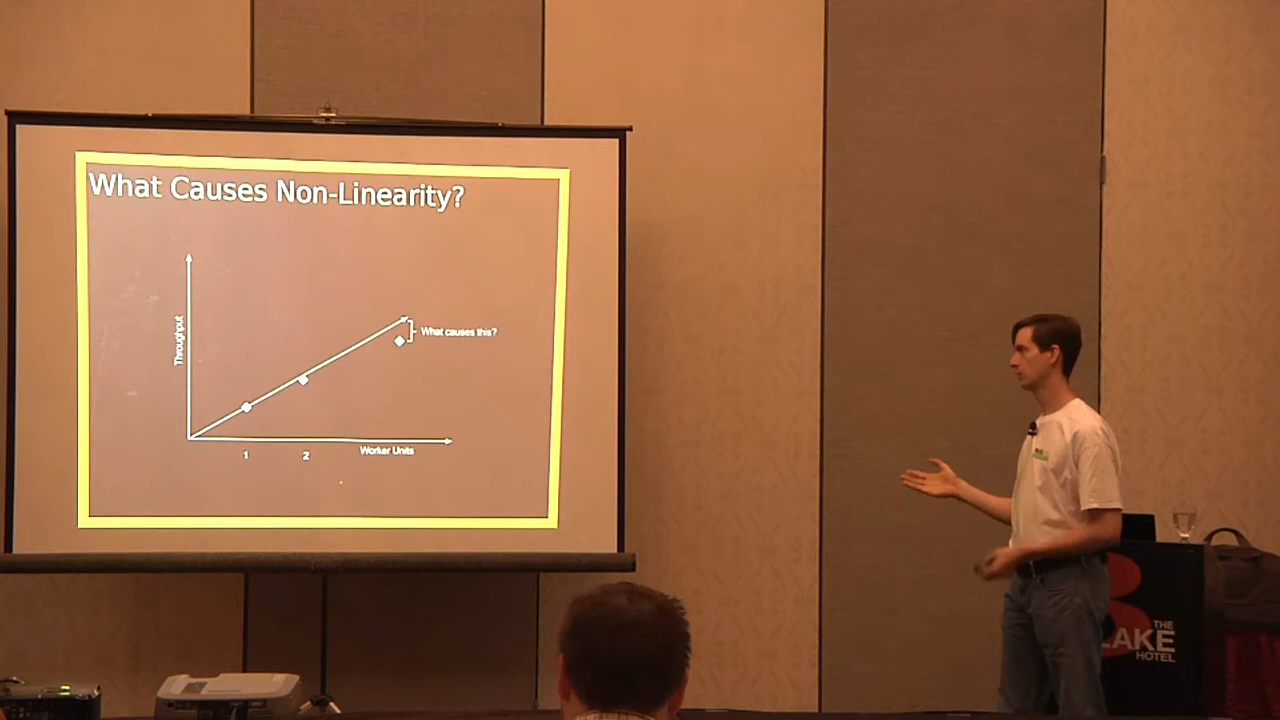 What Causes Non-Linearity?
Throughput
What causes this?
Worker Units
1
2
THE
LAKE
HOTEL